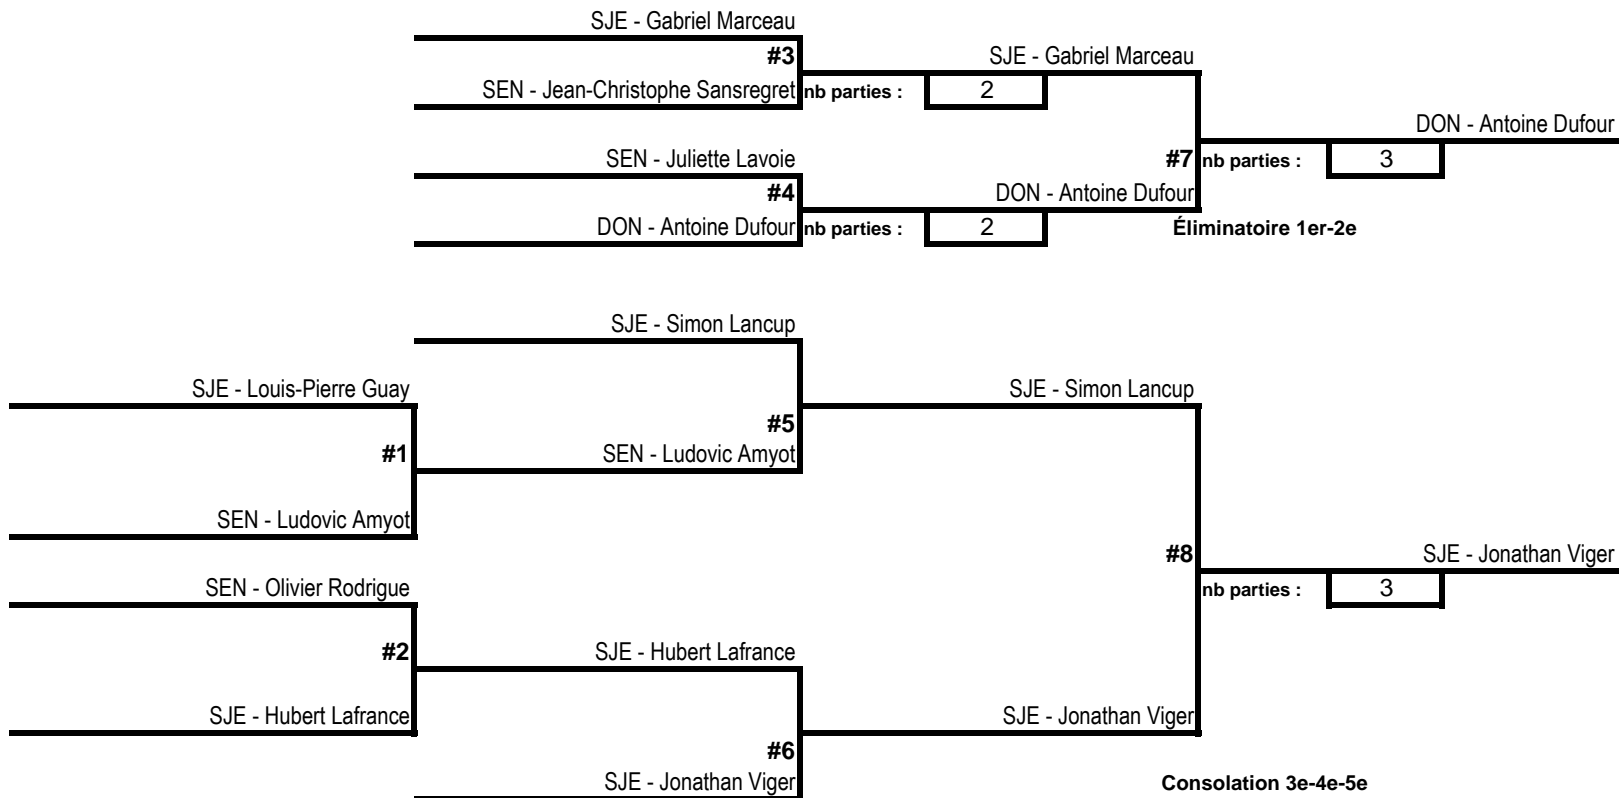 SJE - Gabriel Marceau
#3
SJE - Gabriel Marceau
SEN - Jean-Christophe Sansregret
nb parties :
2
DON - Antoine Dufour
SEN - Juliette Lavoie
#7
nb parties :
3
#4
DON - Antoine Dufour
DON - Antoine Dufour
nb parties :
2
Éliminatoire 1er-2e
SJE - Simon Lancup
SJE - Louis-Pierre Guay
SJE - Simon Lancup
#5
#1
SEN - Ludovic Amyot
SEN - Ludovic Amyot
#8
SJE - Jonathan Viger
SEN - Olivier Rodrigue
nb parties :
3
#2
SJE - Hubert Lafrance
SJE - Hubert Lafrance
SJE - Jonathan Viger
#6
SJE - Jonathan Viger
Consolation 3e-4e-5e